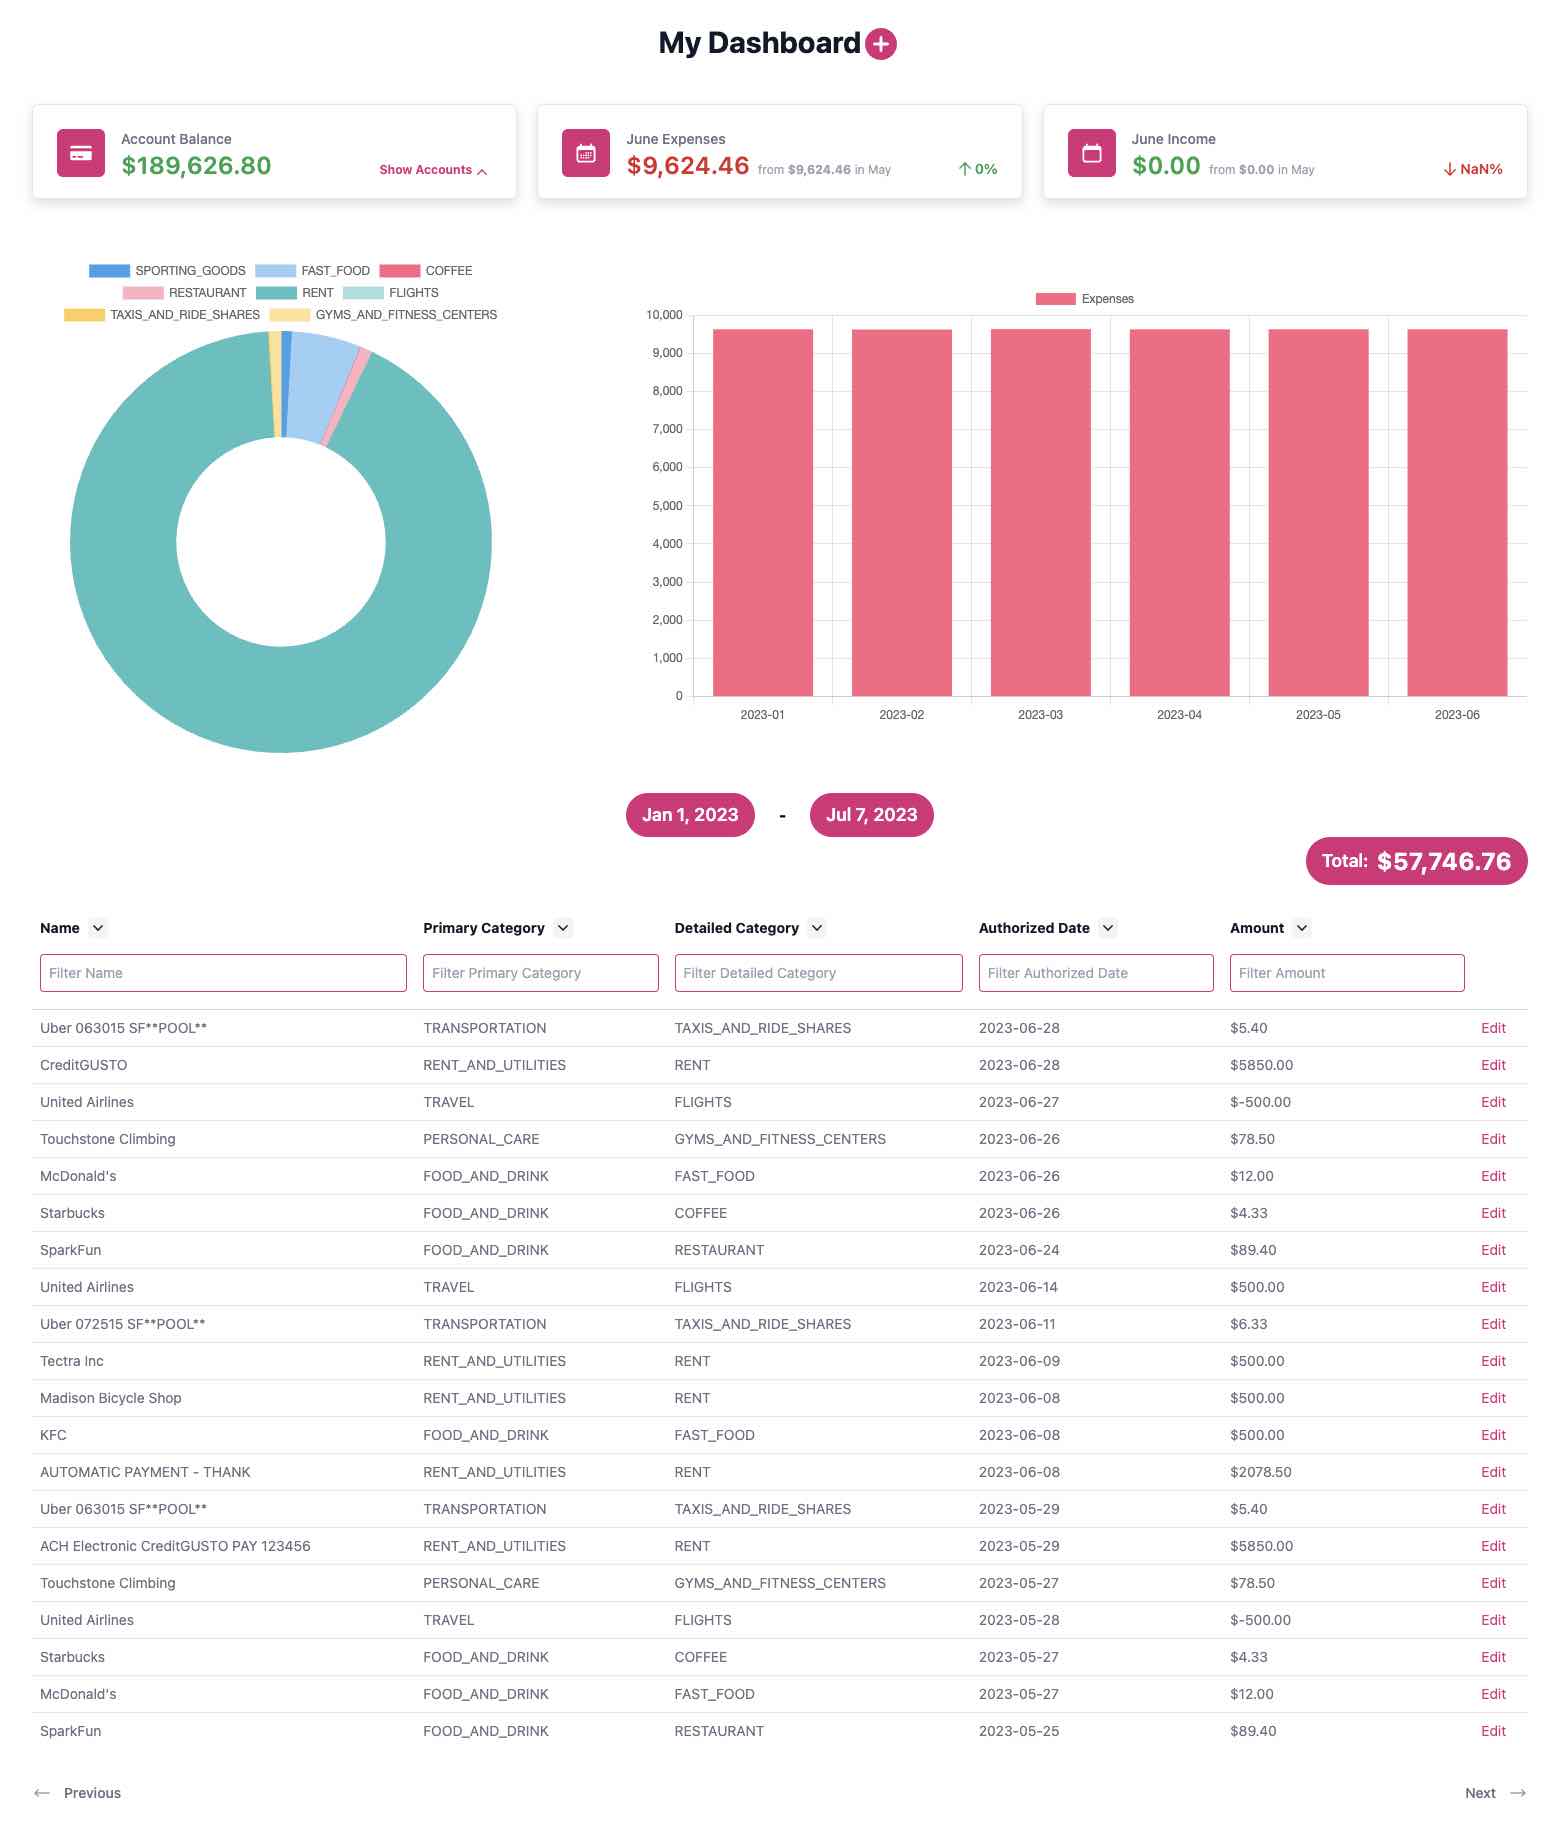 My Dashboard
Account Balance
$189,626.80
Show Accounts
June Expenses
$9,624.46 from $9,624.46 in May
0%
June Income
$0.00 from $0.00 in May
NaN%
SPORTING_GOODS FAST_FOOD COFFEE
RESTAURANT RENT FLIGHTS
TAXIS_AND_RIDE_SHARES GYMS_AND_FITNESS_CENTERS
Expenses
10,000
9,000
8,000
7,000
6,000
5,000
4,000
3,000
2,000
1,000
0
2023-01 2023-02 2023-03 2023-04 2023-05 2023-06
Jan 1, 2023 - Jul 7, 2023
Total: $57,746.76
Name Primary Category Detailed Category Authorized Date Amount
Filter Name Filter Primary Category Filter Detailed Category Filter Authorized Date Filter Amount
Uber 063015 SF**POOL** TRANSPORTATION TAXIS_AND_RIDE_SHARES 2023-06-28 $5.40 Edit
CreditGUSTO RENT_AND_UTILITIES RENT 2023-06-28 $5850.00 Edit
United Airlines TRAVEL FLIGHTS 2023-06-27 $-500.00 Edit
Touchstone Climbing PERSONAL_CARE GYMS_AND_FITNESS_CENTERS 2023-06-26 $78.50 Edit
McDonald's FOOD_AND_DRINK FAST_FOOD 2023-06-26 $12.00 Edit
Starbucks FOOD_AND_DRINK COFFEE 2023-06-26 $4.33 Edit
SparkFun FOOD_AND_DRINK RESTAURANT 2023-06-24 $89.40 Edit
United Airlines TRAVEL FLIGHTS 2023-06-14 $500.00 Edit
Uber 072515 SF**POOL** TRANSPORTATION TAXIS_AND_RIDE_SHARES 2023-06-11 $6.33 Edit
Tectra Inc RENT_AND_UTILITIES RENT 2023-06-09 $500.00 Edit
Madison Bicycle Shop RENT_AND_UTILITIES RENT 2023-06-08 $500.00 Edit
KFC FOOD_AND_DRINK FAST_FOOD 2023-06-08 $500.00 Edit
AUTOMATIC PAYMENT - THANK RENT_AND_UTILITIES RENT 2023-06-08 $2078.50 Edit
Uber 063015 SF**POOL** TRANSPORTATION TAXIS_AND_RIDE_SHARES 2023-05-29 $5.40 Edit
ACH Electronic CreditGUSTO PAY 123456 RENT_AND_UTILITIES RENT 2023-05-29 $5850.00 Edit
Touchstone Climbing PERSONAL_CARE GYMS_AND_FITNESS_CENTERS 2023-05-27 $78.50 Edit
United Airlines TRAVEL FLIGHTS 2023-05-28 $-500.00 Edit
Starbucks FOOD_AND_DRINK COFFEE 2023-05-27 $4.33 Edit
McDonald's FOOD_AND_DRINK FAST_FOOD 2023-05-27 $12.00 Edit
SparkFun FOOD_AND_DRINK RESTAURANT 2023-05-25 $89.40 Edit
Previous Next